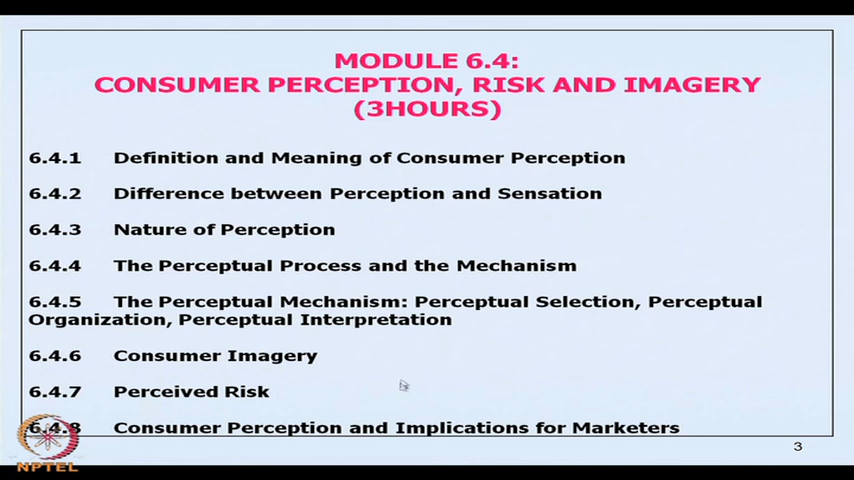 MODULE 6.4:
CONSUMER PERCEPTION, RISK AND IMAGERY
(3HOURS)
6.4.1 Definition and Meaning of Consumer Perception
6.4.2 Difference between Perception and Sensation
6.4.3 Nature of Perception
6.4.4 The Perceptual Process and the Mechanism
6.4.5 The Perceptual Mechanism: Perceptual Selection, Perceptual
Organization, Perceptual Interpretation
6.4.6 Consumer Imagery
6.4.7 Perceived Risk
6.4.8 Consumer Perception and Implications for Marketers
3
NPTEL